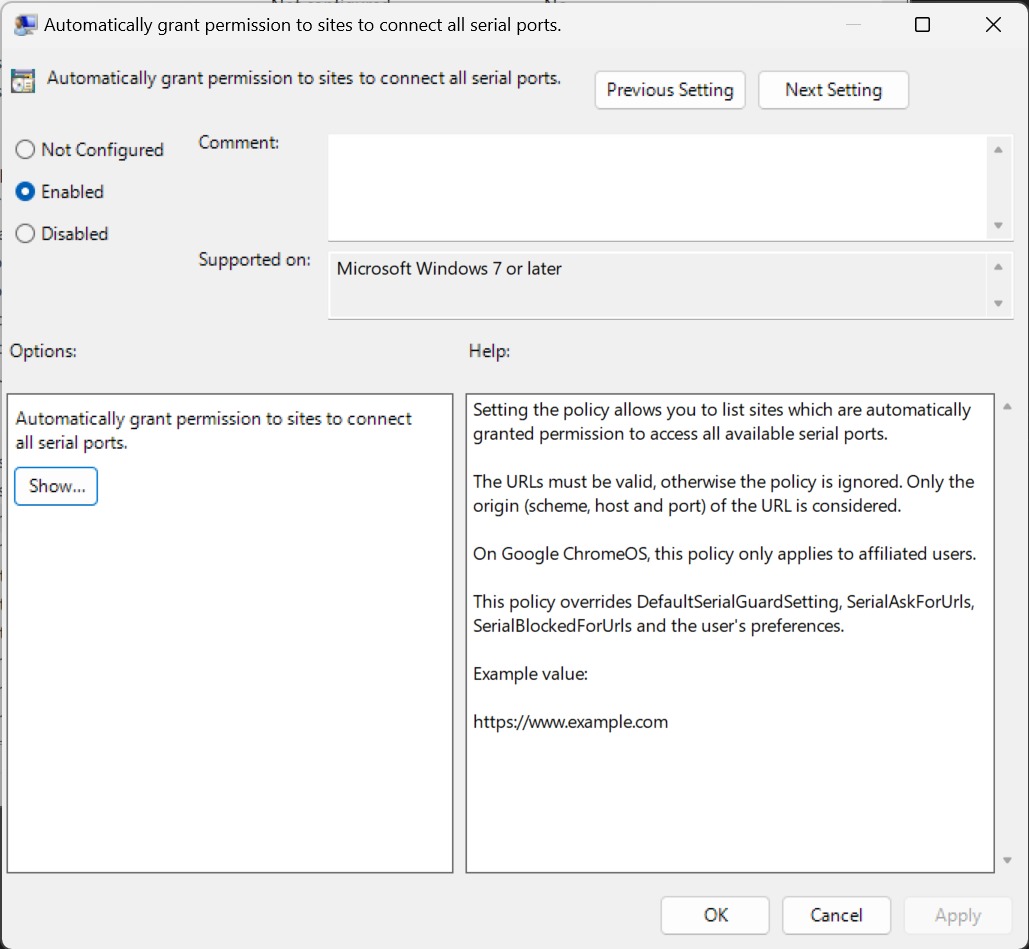 Automatically grant permission to sites to connect all serial ports.
Automatically grant permission to sites to connect all serial ports.
Previous Setting
Next Setting
Not Configured
Enabled
Disabled
Comment:
Supported on:
Microsoft Windows 7 or later
Options:
Help:
Automatically grant permission to sites to connect
all serial ports.
Show...
Setting the policy allows you to list sites which are automatically
granted permission to access all available serial ports.
The URLs must be valid, otherwise the policy is ignored. Only the
origin (scheme, host and port) of the URL is considered.
On Google ChromeOS, this policy only applies to affiliated users.
This policy overrides DefaultSerialGuardSetting, SerialAskForUrls,
SerialBlockedForUrls and the user's preferences.
Example value:
https://www.example.com
OK
Cancel
Apply